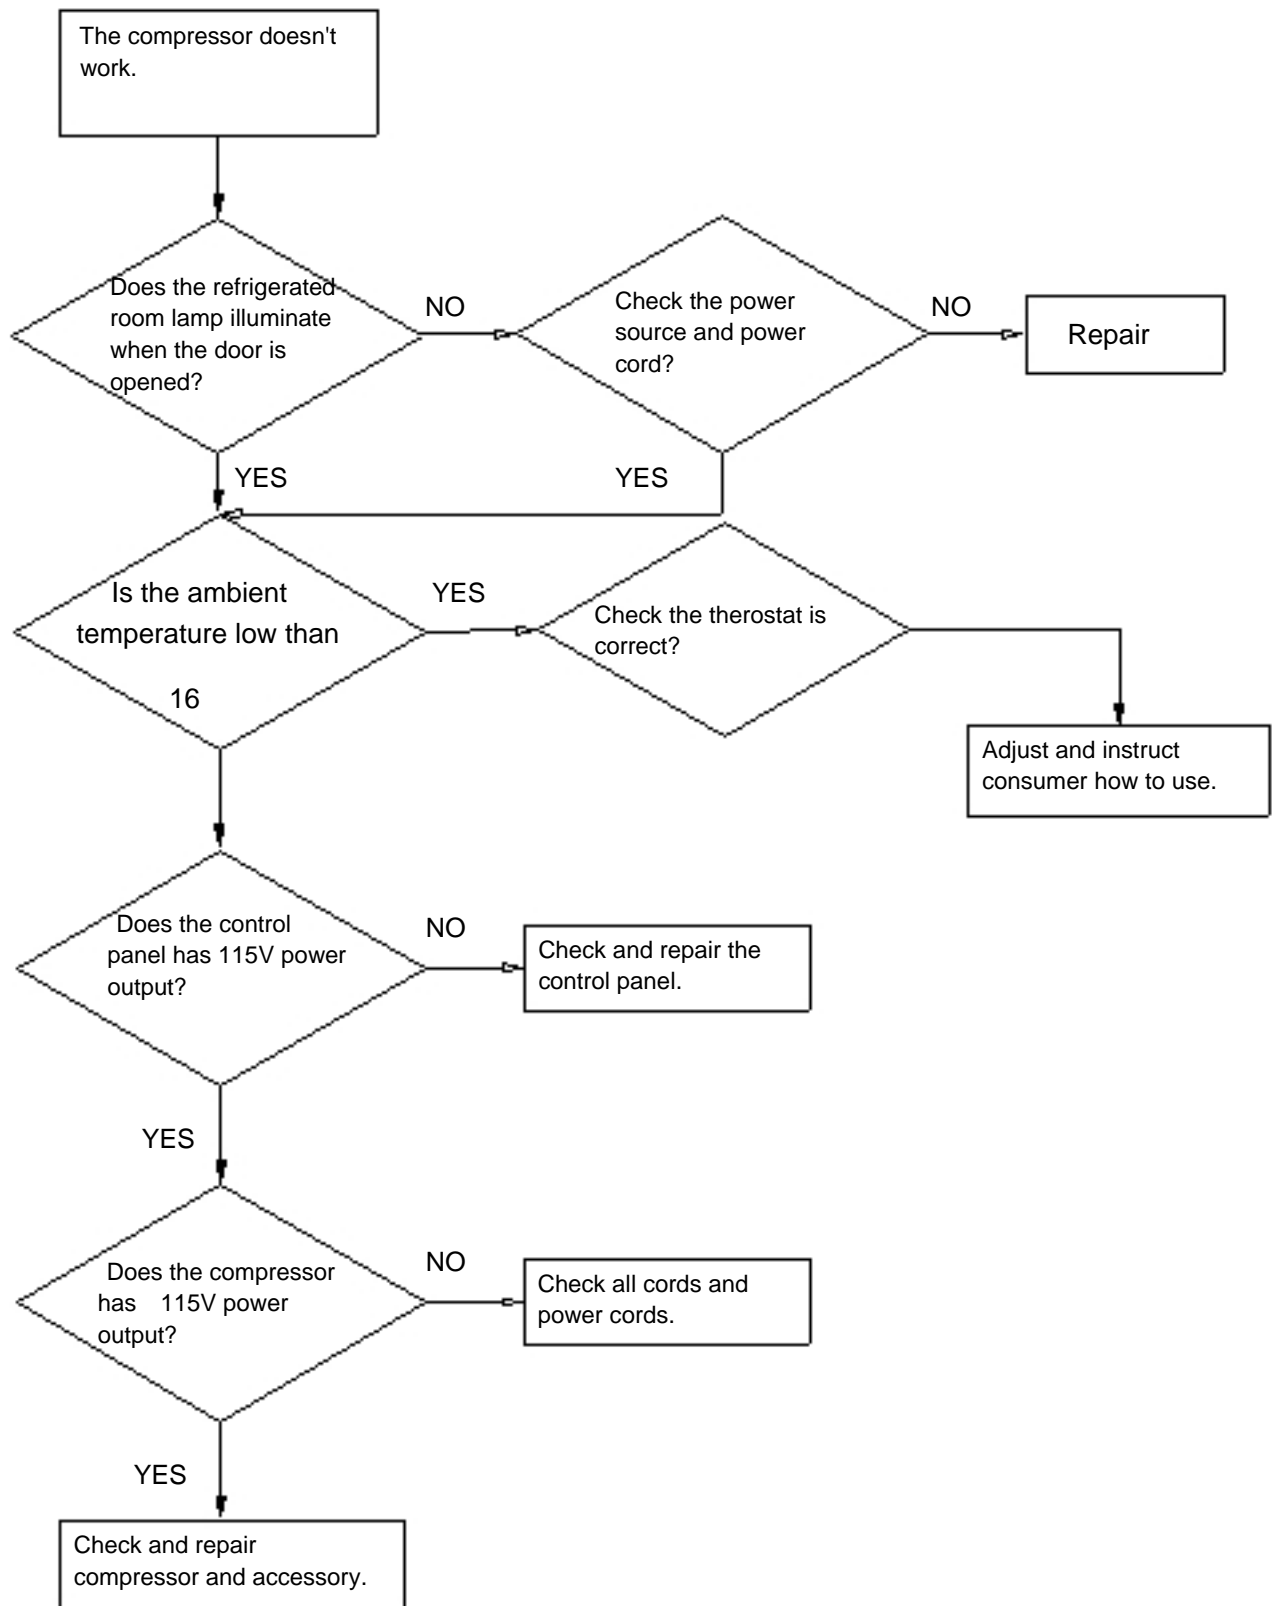 The compressor doesn't
work.
Does the refrigerated
room lamp illuminate
when the door is
opened?
NO
Check the power
source and power
cord?
NO
Repair
YES
YES
Is the ambient
temperature low than
16
YES
Check the therostat is
correct?
Adjust and instruct
consumer how to use.
Does the control
panel has 115V power
output?
NO
Check and repair the
control panel.
YES
Does the compressor
has 115V power
output?
NO
Check all cords and
power cords.
YES
Check and repair
compressor and accessory.